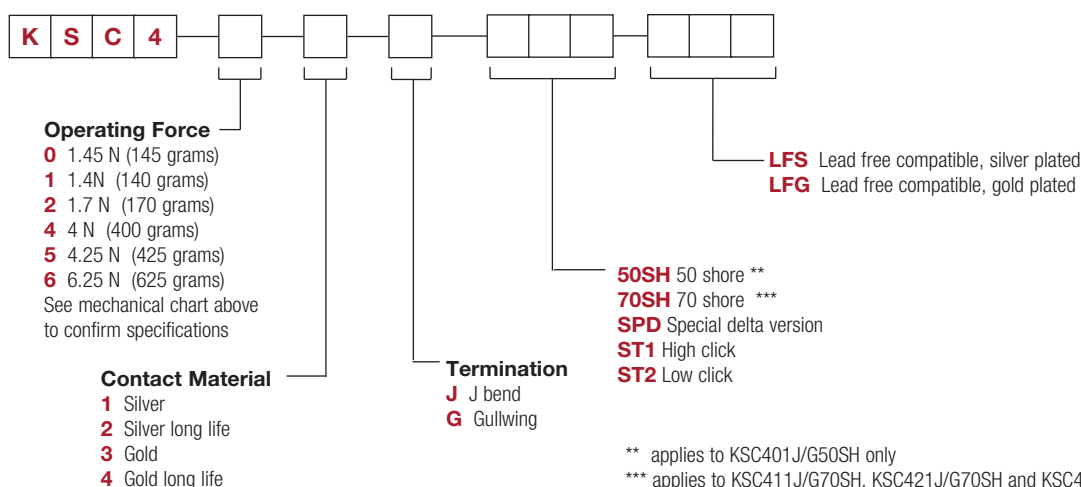 K S C 4
Operating Force
0 1.45 N (145 grams)
1 1.4N (140 grams)
2 1.7 N (170 grams)
4 4 N (400 grams)
5 4.25 N (425 grams)
6 6.25 N (625 grams)
See mechanical chart above
to confirm specifications
Contact Material
1 Silver
2 Silver long life
3 Gold
4 Gold long life
Termination
J J bend
G Gullwing
50SH 50 shore **
70SH 70 shore ***
SPD Special delta version
ST1 High click
ST2 Low click
LFS Lead free compatible, silver plated
LFG Lead free compatible, gold plated
** applies to KSC401J/G50SH only
*** applies to KSC411J/G70SH, KSC421J/G70SH and KSC4